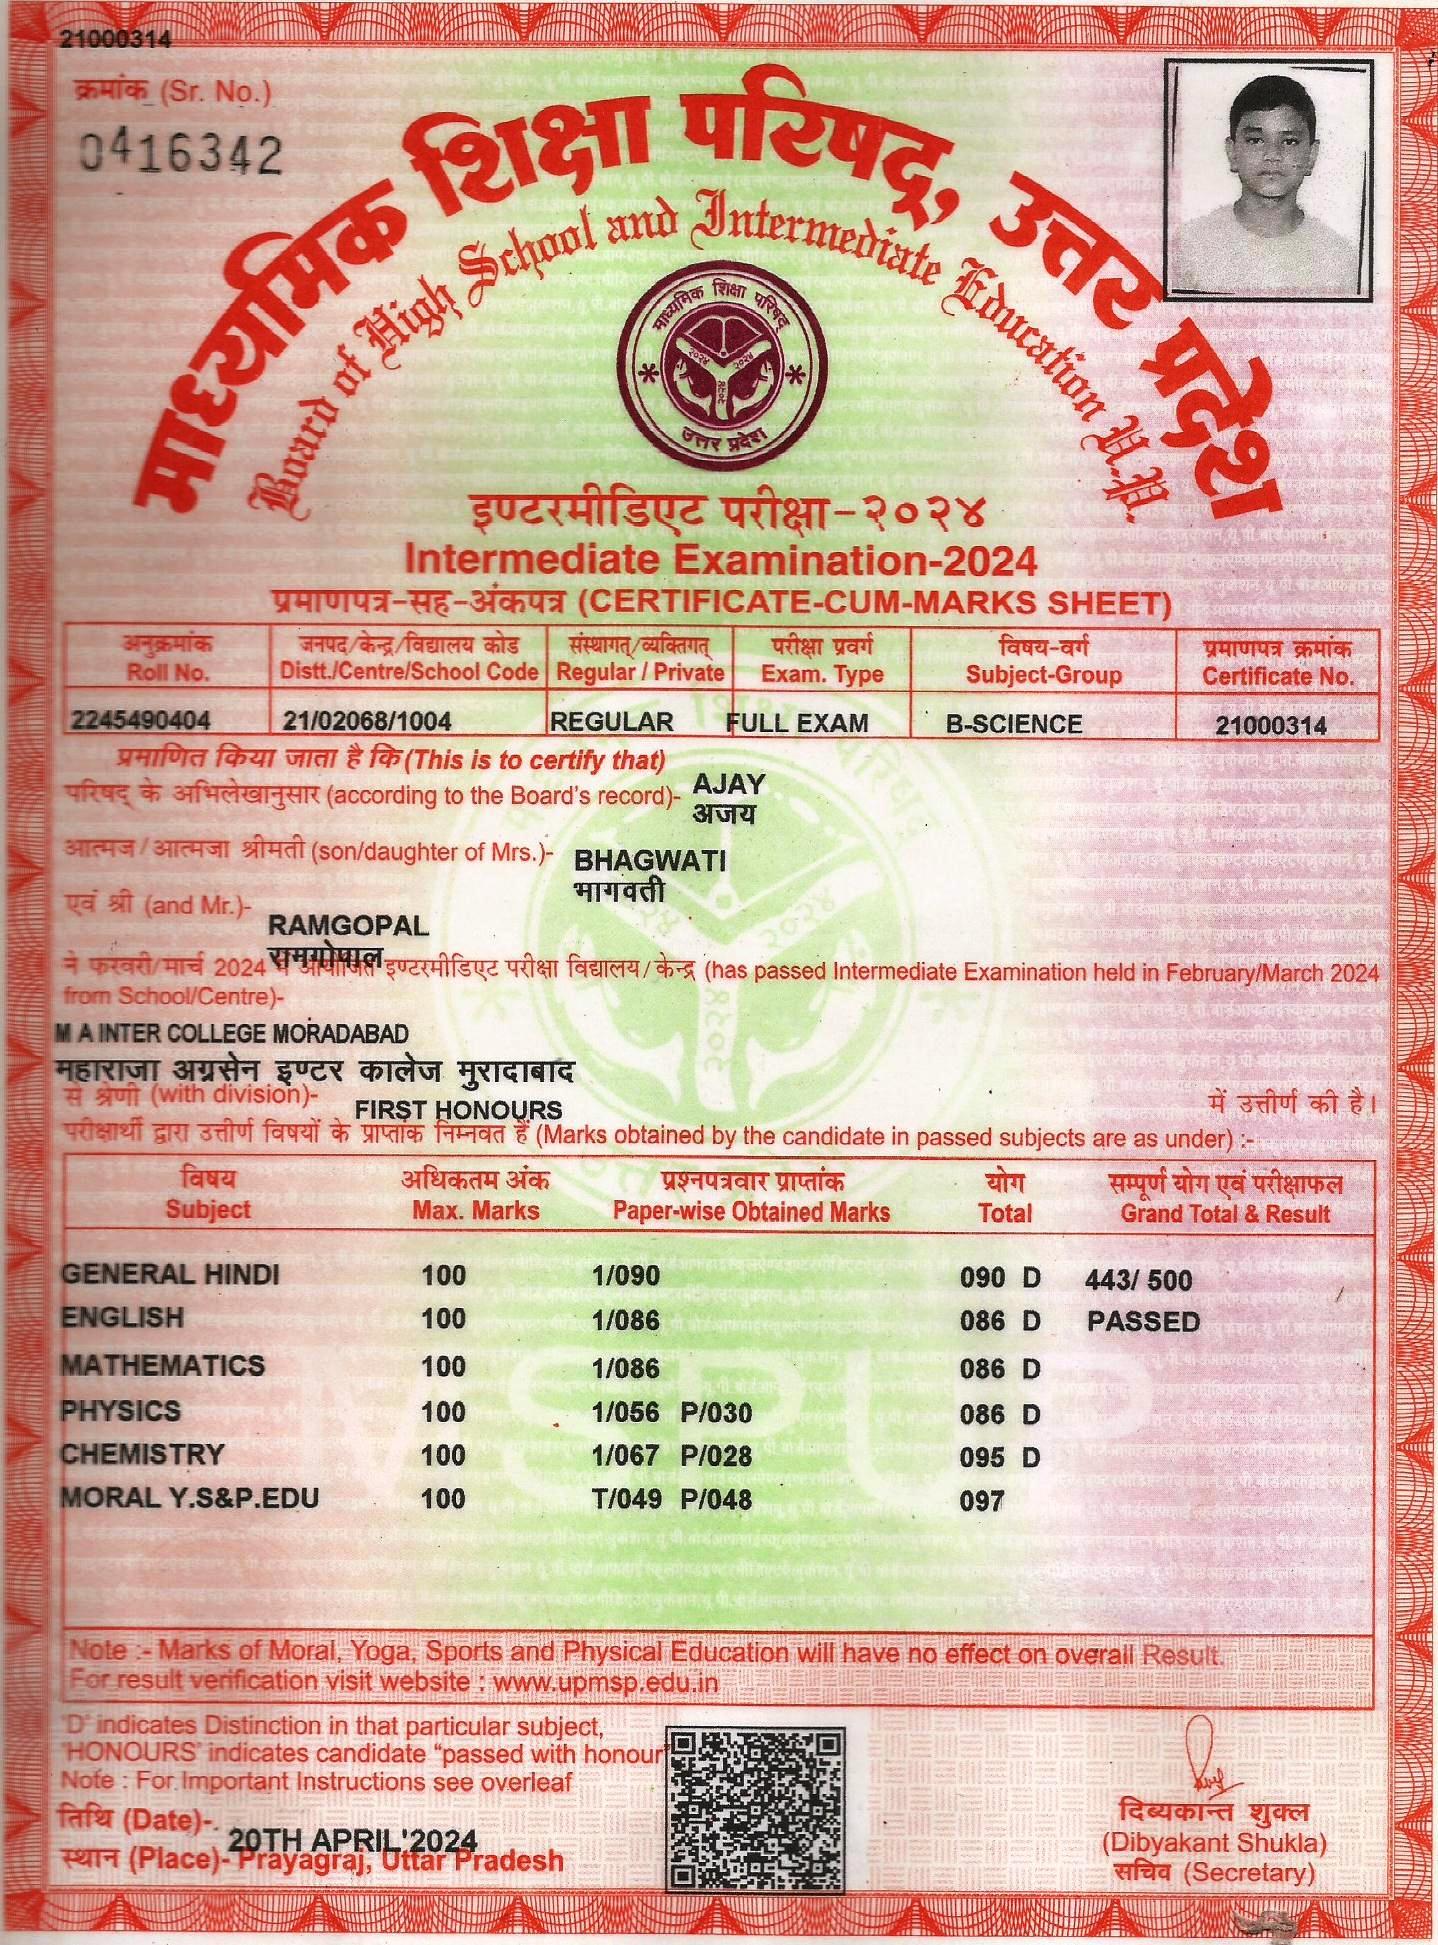 21000314
क्रमांक (Sr. No.)
0416342
माध्यमिक शिक्षा परिषद्, उत्तर प्रदेश
Board of High School and Intermediate Education U.P.
माध्यमिक शिक्षा परिषद्
२०२४ २०२४
उत्तर प्रदेश
इण्टरमीडिएट परीक्षा-२०२४
Intermediate Examination-2024
प्रमाणपत्र-सह-अंकपत्र (CERTIFICATE-CUM-MARKS SHEET)
अनुक्रमांक जनपद/केन्द्र/विद्यालय कोड संस्थागत्/व्यक्तिगत् परीक्षा प्रवर्ग विषय-वर्ग प्रमाणपत्र क्रमांक
Roll No. Distt./Centre/School Code Regular / Private Exam. Type Subject-Group Certificate No.
2245490404 21/02068/1004 REGULAR FULL EXAM B-SCIENCE 21000314
प्रमाणित किया जाता है कि (This is to certify that)
परिषद् के अभिलेखानुसार (according to the Board's record)- AJAY
अजय
आत्मज/आत्मजा श्रीमती (son/daughter of Mrs.)- BHAGWATI
भागवती
एवं श्री (and Mr.)- RAMGOPAL
रामगोपाल
ने फरवरी/मार्च 2024 में आयोजित इण्टरमीडिएट परीक्षा विद्यालय/केन्द्र (has passed Intermediate Examination held in February/March 2024
from School/Centre)-
M A INTER COLLEGE MORADABAD
महाराजा अग्रसेन इण्टर कालेज मुरादाबाद
से श्रेणी (with division)- FIRST HONOURS में उत्तीर्ण की है।
परीक्षार्थी द्वारा उत्तीर्ण विषयों के प्राप्तांक निम्नवत हैं (Marks obtained by the candidate in passed subjects are as under) :-
विषय अधिकतम अंक प्रश्नपत्रवार प्राप्तांक योग सम्पूर्ण योग एवं परीक्षाफल
Subject Max. Marks Paper-wise Obtained Marks Total Grand Total & Result
GENERAL HINDI 100 1/090 090 D 443/ 500
ENGLISH 100 1/086 086 D PASSED
MATHEMATICS 100 1/086 086 D
PHYSICS 100 1/056 P/030 086 D
CHEMISTRY 100 1/067 P/028 095 D
MORAL Y.S&P.EDU 100 T/049 P/048 097
Note :- Marks of Moral, Yoga, Sports and Physical Education will have no effect on overall Result.
For result verification visit website : www.upmsp.edu.in
'D' indicates Distinction in that particular subject,
'HONOURS' indicates candidate "passed with honour"
Note : For Important Instructions see overleaf
तिथि (Date)-. 20TH APRIL'2024
स्थान (Place)- Prayagraj, Uttar Pradesh
दिब्यकान्त शुक्ल
(Dibyakant Shukla)
सचिव (Secretary)